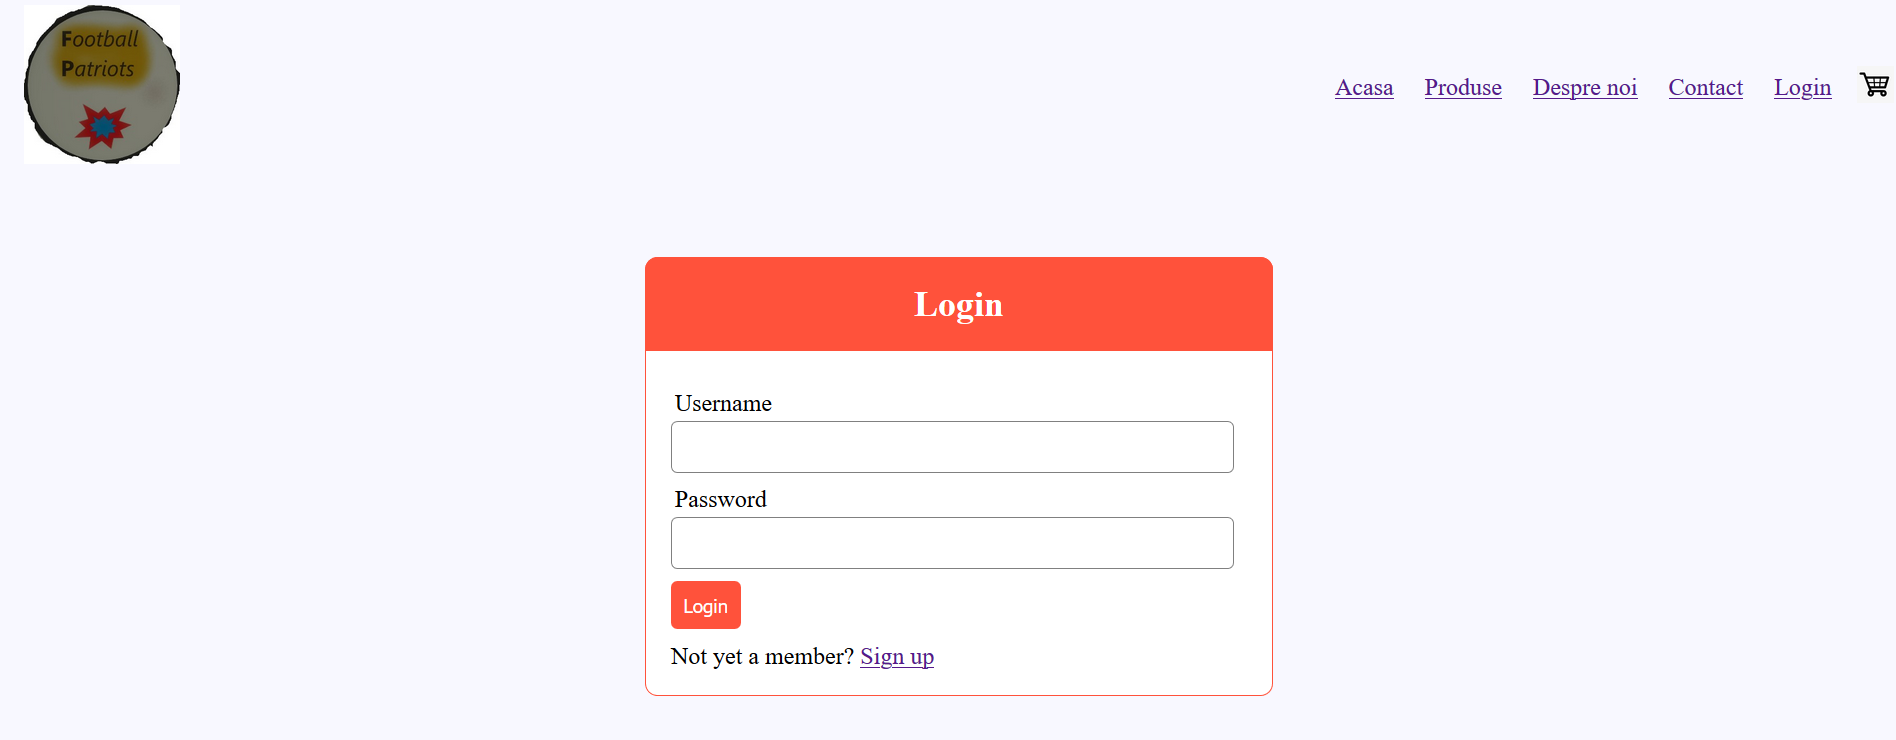 Football
Patriots
Acasa Produse Despre noi Contact Login
Login
Username
Password
Login
Not yet a member? Sign up